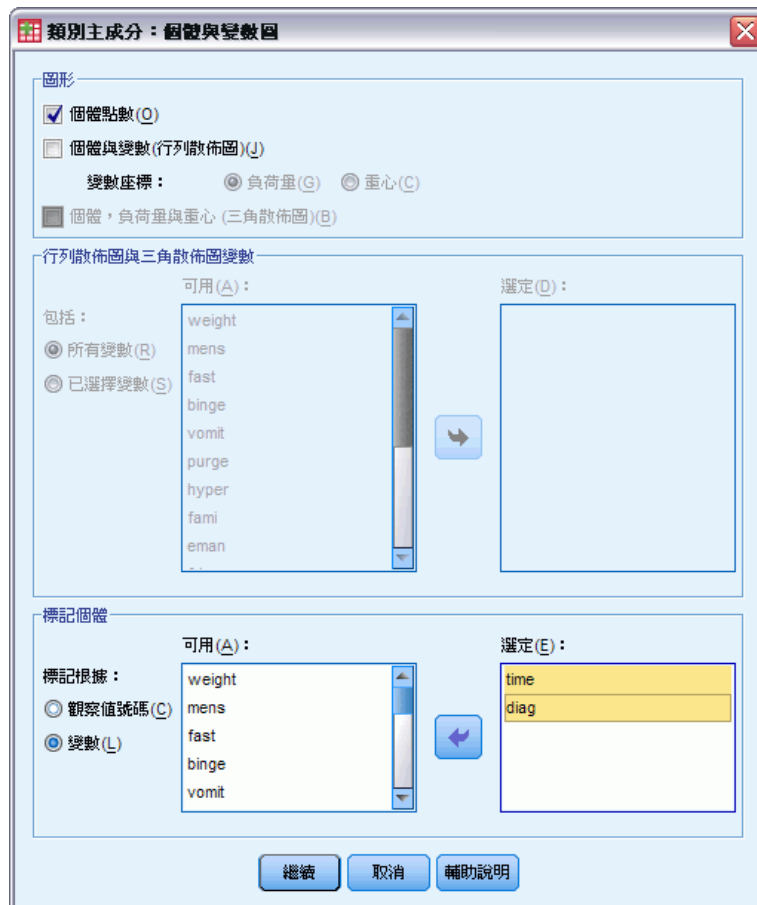 類別主成分：個體與變數圖
圖形
個體點數(O)
個體與變數(行列散佈圖)(J)
變數座標： 負荷量(G) 重心(C)
個體，負荷量與重心 (三角散佈圖)(B)
行列散佈圖與三角散佈圖變數
可用(A)： 選定(D)：
包括：
所有變數(R)
已選擇變數(S)
weight
mens
fast
binge
vomit
purge
hyper
fami
eman
標記個體
可用(A)： 選定(E)：
標記根據：
觀察值號碼(C)
變數(L)
weight
mens
fast
binge
vomit
time
diag
繼續 取消 輔助說明